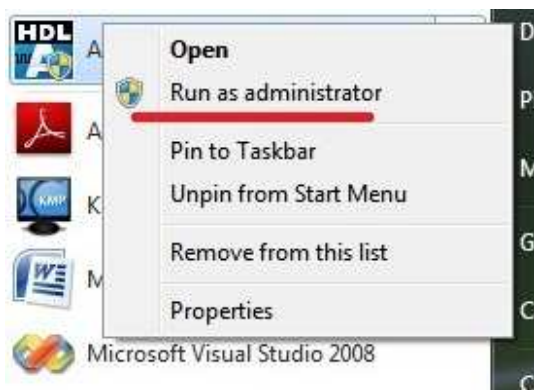 HDL
A
Open
Run as administrator
A
Pin to Taskbar
KMP
K
Unpin from Start Menu
Remove from this list
W
M
Properties
Microsoft Visual Studio 2008
D
P
M
G
C
C